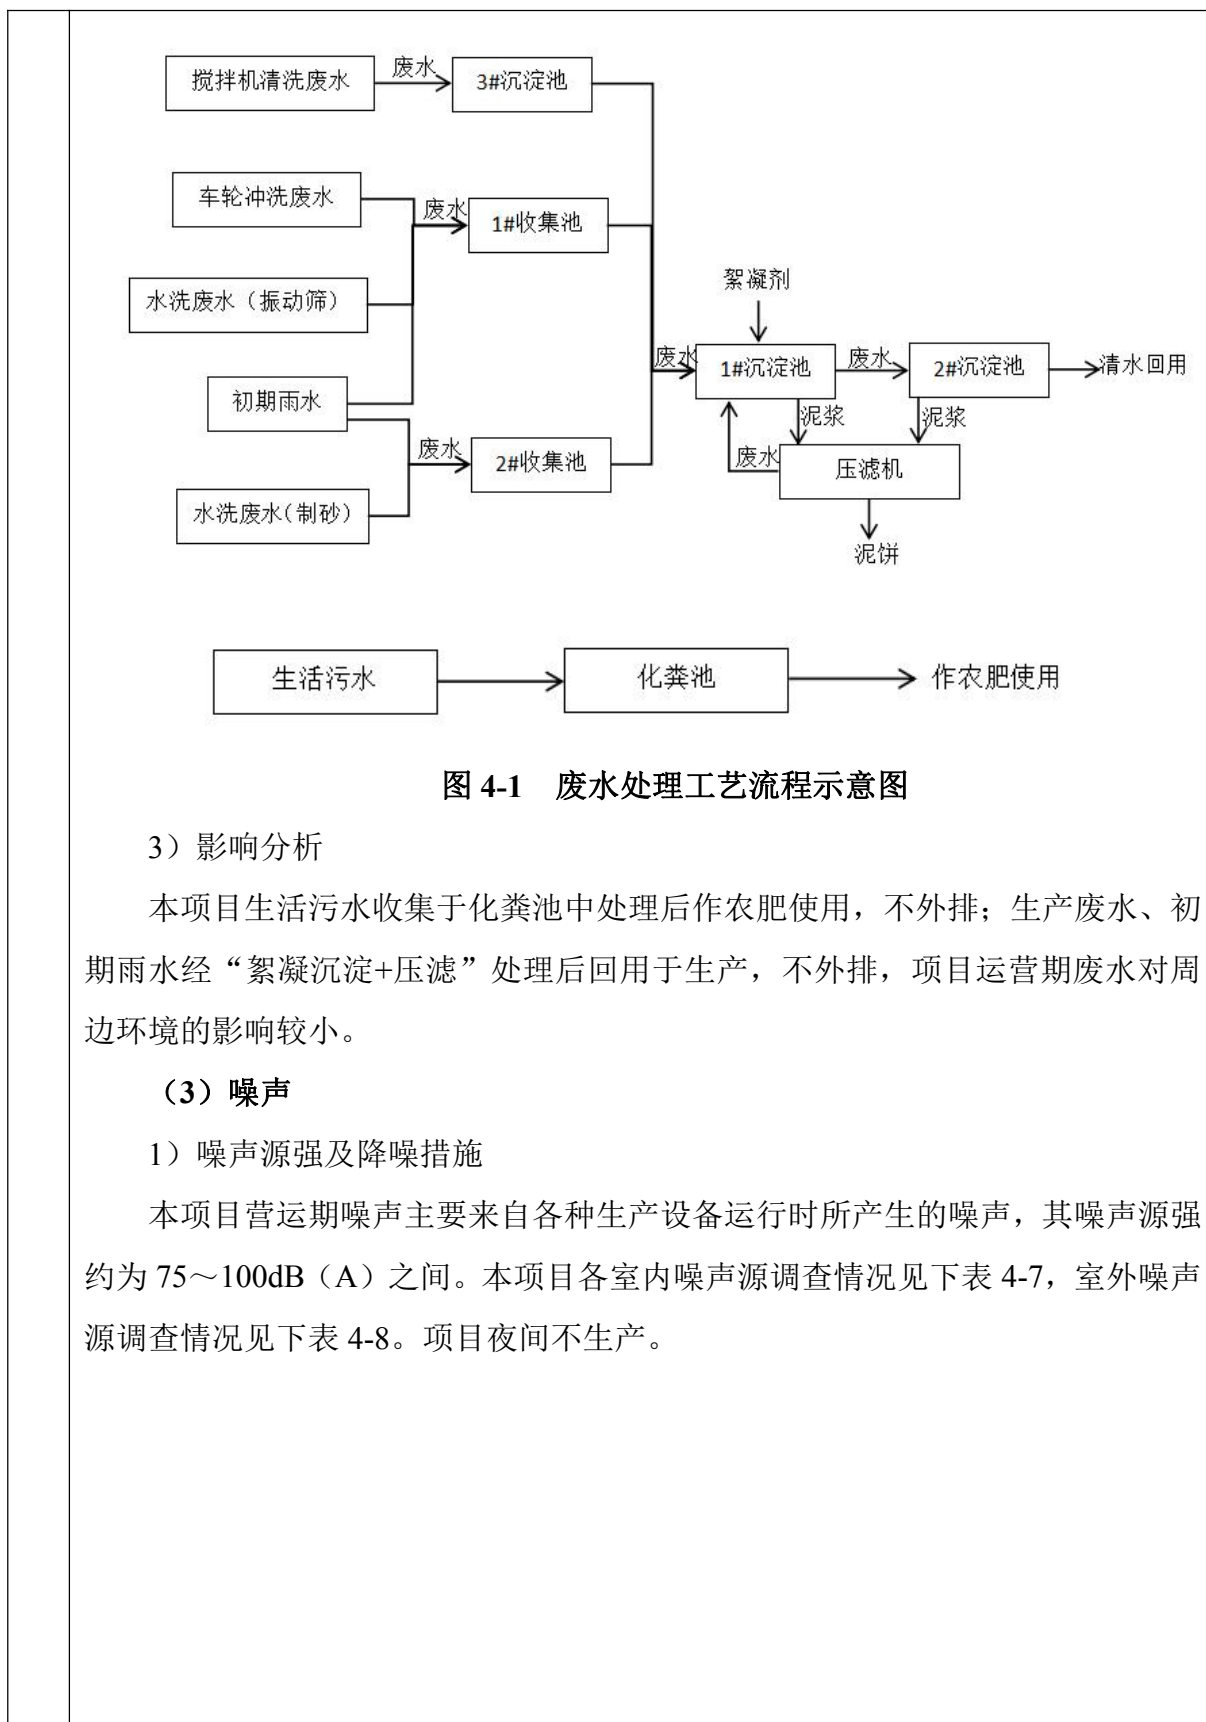 搅拌机清洗废水
废水
3#沉淀池
车轮冲洗废水
废水
1#收集池
水洗废水（振动筛）
初期雨水
废水
2#收集池
水洗废水（制砂）
絮凝剂
废水
1#沉淀池
废水
2#沉淀池
清水回用
泥浆
泥浆
废水
压滤机
泥饼
生活污水
化粪池
作农肥使用
图 4-1 废水处理工艺流程示意图
3）影响分析
本项目生活污水收集于化粪池中处理后作农肥使用，不外排；生产废水、初
期雨水经“絮凝沉淀+压滤”处理后回用于生产，不外排，项目运营期废水对周
边环境的影响较小。
（3）噪声
1）噪声源强及降噪措施
本项目营运期噪声主要来自各种生产设备运行时所产生的噪声，其噪声源强
约为 75～100dB（A）之间。本项目各室内噪声源调查情况见下表 4-7，室外噪声
源调查情况见下表 4-8。项目夜间不生产。